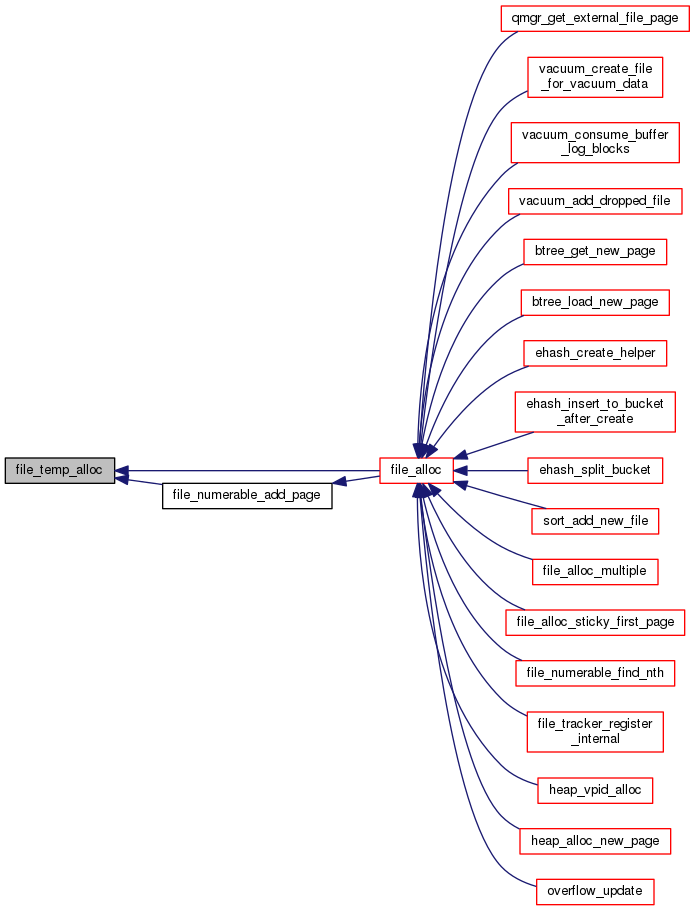 qmgr_get_external_file_page
vacuum_create_file
_for_vacuum_data
vacuum_consume_buffer
_log_blocks
vacuum_add_dropped_file
btree_get_new_page
btree_load_new_page
ehash_create_helper
ehash_insert_to_bucket
_after_create
file_temp_alloc
file_numerable_add_page
file_alloc
ehash_split_bucket
sort_add_new_file
file_alloc_multiple
file_alloc_sticky_first_page
file_numerable_find_nth
file_tracker_register
_internal
heap_vpid_alloc
heap_alloc_new_page
overflow_update